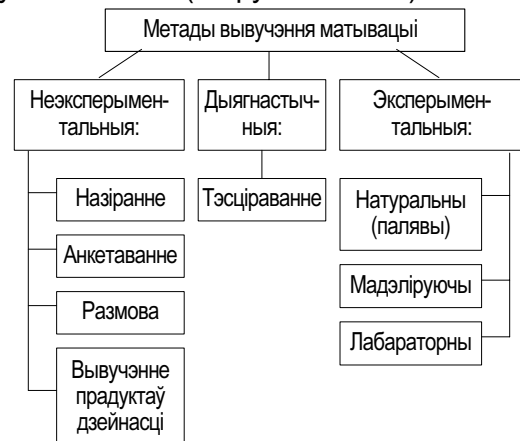 Метады вывучэння матывацыі
Неэксперымен-
тальныя:
Назіранне
Анкетаванне
Размова
Вывучэнне
прадуктаў
дзейнасці
Дыягнастыч-
ныя:
Тэсціраванне
Эксперымен-
тальныя:
Натуральны
(палявы)
Мадэліруючы
Лабараторны